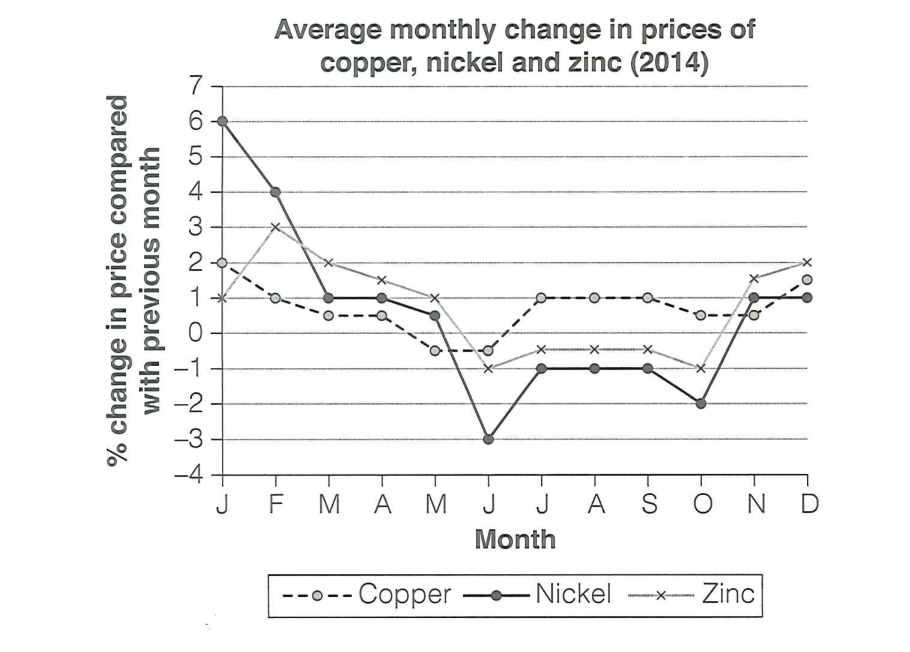 Average monthly change in prices of
copper, nickel and zinc (2014)
% change in price compared
with previous month
7
6
5
4
3
2
1
0
–1
–2
–3
–4
J F M A M J J A S O N D
Month
Copper Nickel Zinc